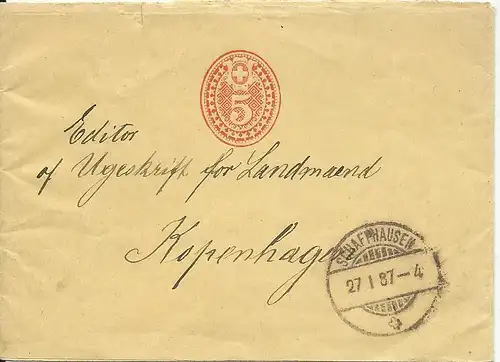 5
Editor
of Ugeskrift for Landmaend
Kopenhagen
SCHAFFHAUSEN
27 I 87–4